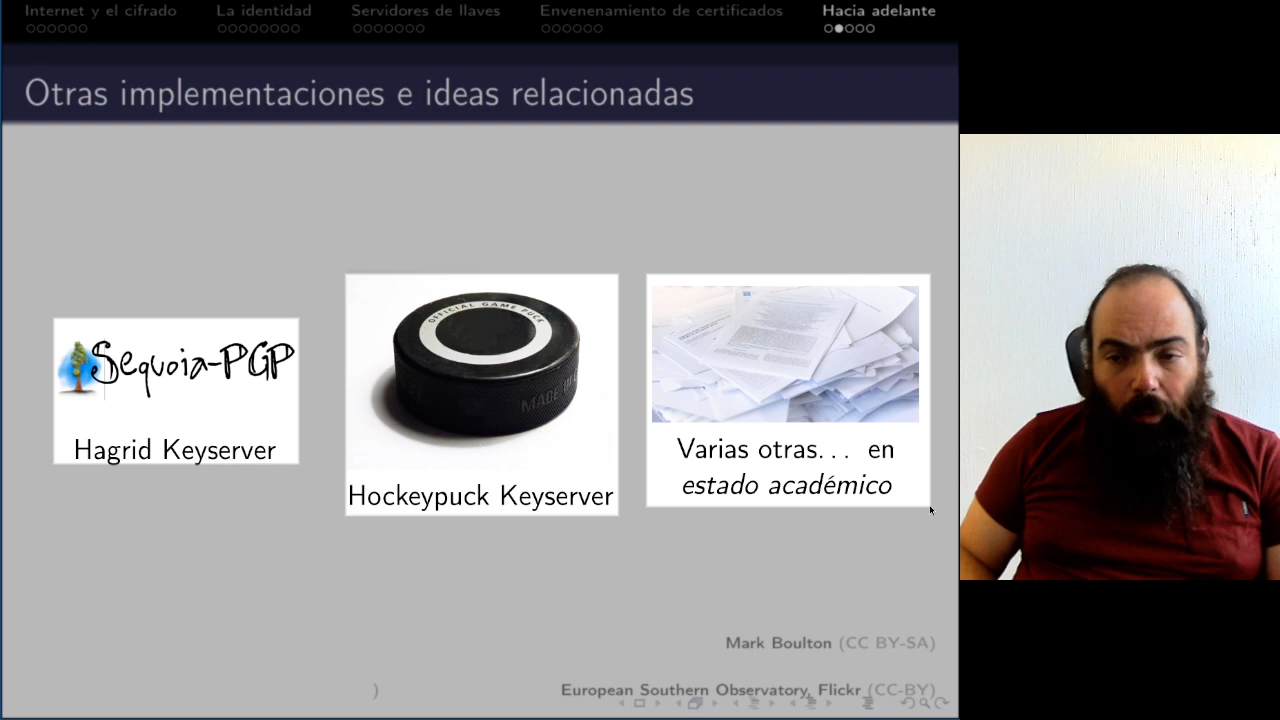 Internet y el cifrado
La identidad
Servidores de llaves
Envenenamiento de certificados
Hacia adelante
Otras implementaciones e ideas relacionadas
Sequoia-PGP
Hagrid Keyserver
OFFICIAL GAME PUCK
MADE
Hockeypuck Keyserver
Varias otras... en
estado académico
Mark Boulton (CC BY-SA)
)
European Southern Observatory, Flickr (CC-BY)